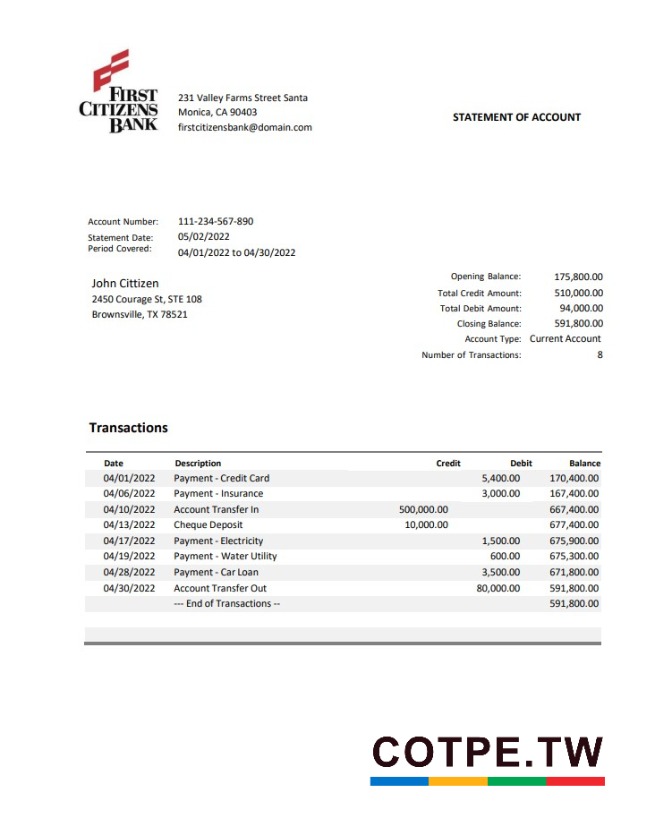 FIRST
CITIZENS
BANK
231 Valley Farms Street Santa
Monica, CA 90403
firstcitizensbank@domain.com
STATEMENT OF ACCOUNT
Account Number: 111-234-567-890
Statement Date: 05/02/2022
Period Covered: 04/01/2022 to 04/30/2022
John Cittizen
2450 Courage St, STE 108
Brownsville, TX 78521
Opening Balance: 175,800.00
Total Credit Amount: 510,000.00
Total Debit Amount: 94,000.00
Closing Balance: 591,800.00
Account Type: Current Account
Number of Transactions: 8
Transactions
Date Description Credit Debit Balance
04/01/2022 Payment - Credit Card 5,400.00 170,400.00
04/06/2022 Payment - Insurance 3,000.00 167,400.00
04/10/2022 Account Transfer In 500,000.00 667,400.00
04/13/2022 Cheque Deposit 10,000.00 677,400.00
04/17/2022 Payment - Electricity 1,500.00 675,900.00
04/19/2022 Payment - Water Utility 600.00 675,300.00
04/28/2022 Payment - Car Loan 3,500.00 671,800.00
04/30/2022 Account Transfer Out 80,000.00 591,800.00
--- End of Transactions -- 591,800.00
COTPE.TW